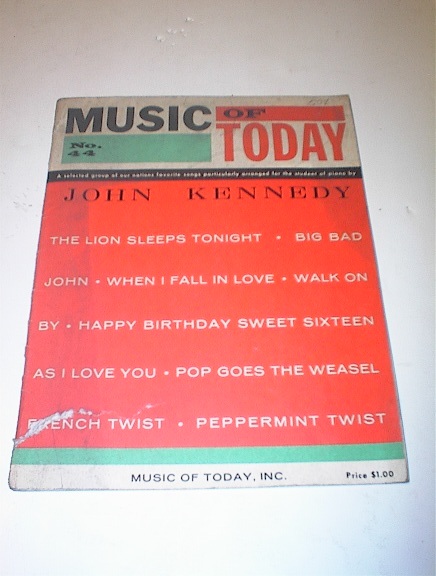 MUSIC OF
No. 44 TODAY
A selected group of our nations favorite songs particularly arranged for the student of piano by
JOHN KENNEDY
THE LION SLEEPS TONIGHT • BIG BAD
JOHN • WHEN I FALL IN LOVE • WALK ON
BY • HAPPY BIRTHDAY SWEET SIXTEEN
AS I LOVE YOU • POP GOES THE WEASEL
FRENCH TWIST • PEPPERMINT TWIST
MUSIC OF TODAY, INC. Price $1.00